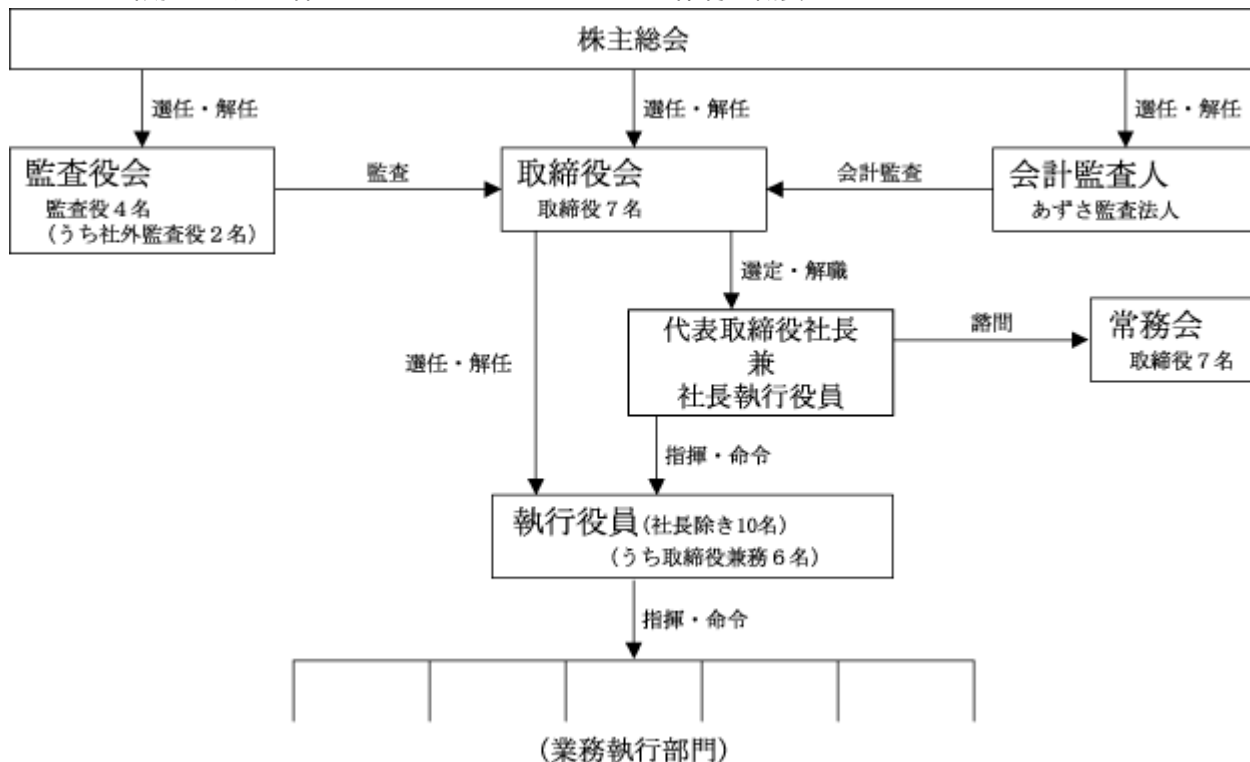 株主総会
選任・解任
選任・解任
選任・解任
監査役会
監査役4名
(うち社外監査役2名)
監査
取締役会
取締役7名
会計監査
会計監査人
あずさ監査法人
選定・解職
代表取締役社長
兼
社長執行役員
諮問
常務会
取締役7名
選任・解任
指揮・命令
執行役員(社長除き10名)
(うち取締役兼務6名)
指揮・命令
(業務執行部門)